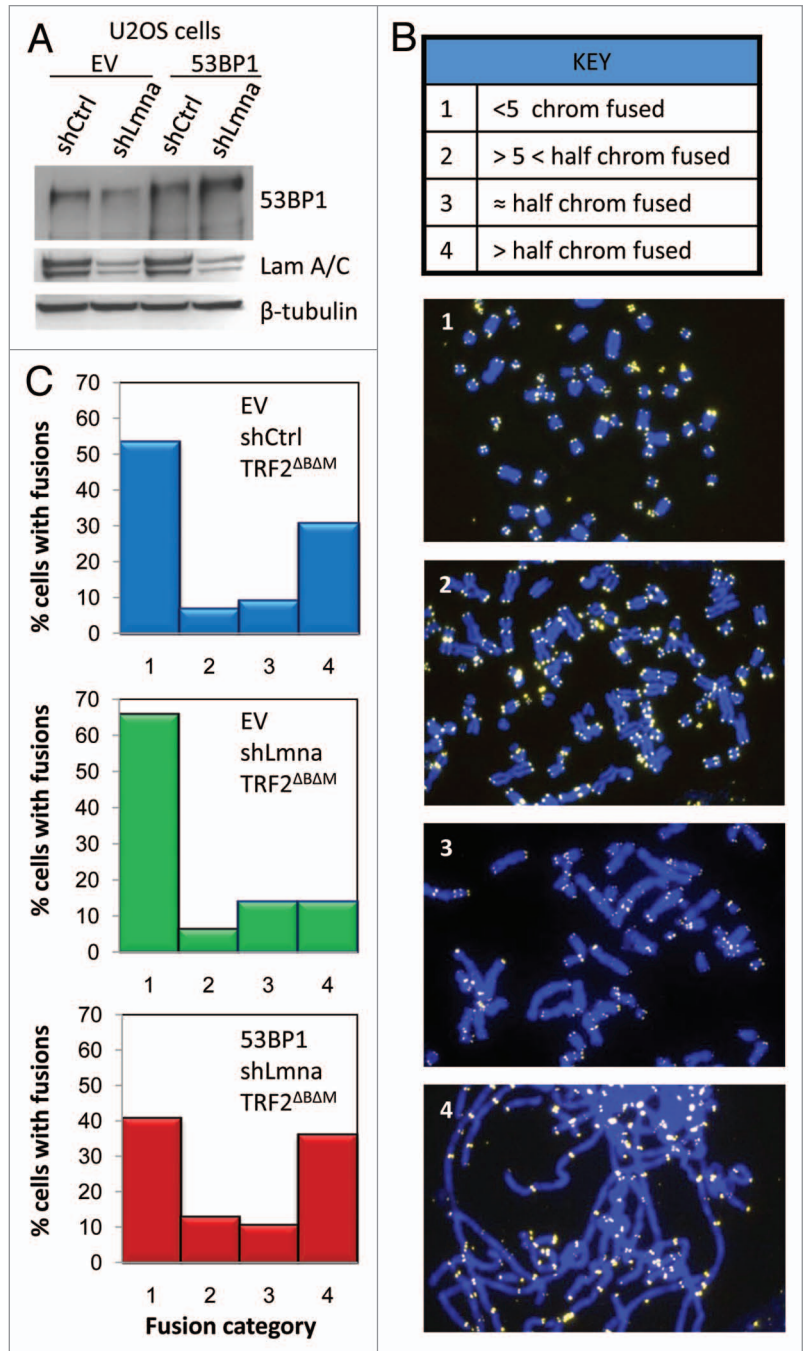 A
U2OS cells
EV 53BP1
shCtrl shLmna shCtrl shLmna
53BP1
Lam A/C
β-tubulin
B
KEY
1 <5 chrom fused
2 > 5 < half chrom fused
3 ≈ half chrom fused
4 > half chrom fused
1
2
3
4
C
% cells with fusions
70
60
50
40
30
20
10
0
EV
shCtrl
TRF2ΔBΔM
1 2 3 4
% cells with fusions
70
60
50
40
30
20
10
0
EV
shLmna
TRF2ΔBΔM
1 2 3 4
% cells with fusions
70
60
50
40
30
20
10
0
53BP1
shLmna
TRF2ΔBΔM
1 2 3 4
Fusion category